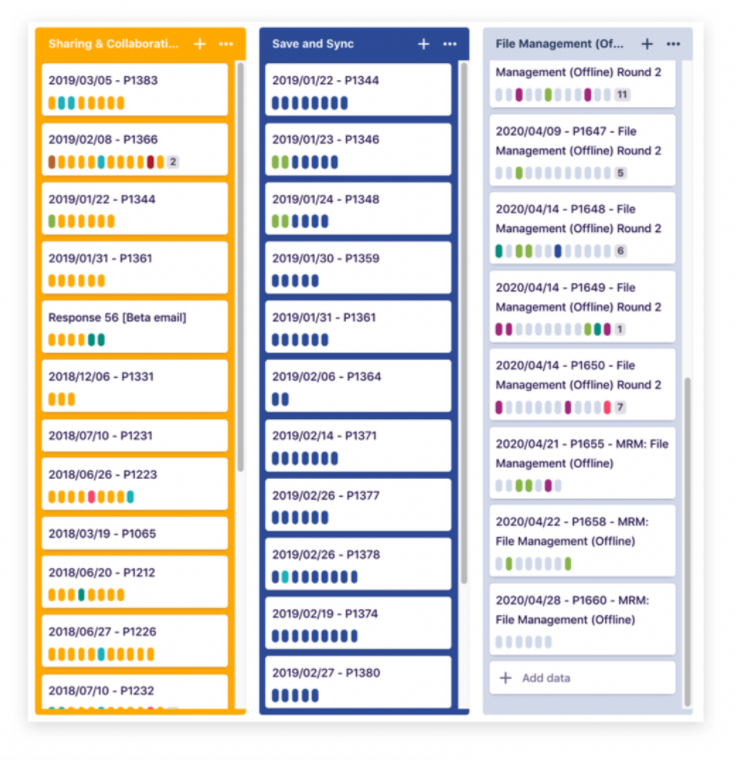 Sharing & Collaborati... + •••
2019/03/05 - P1383
2019/02/08 - P1366
2
2019/01/22 - P1344
2019/01/31 - P1361
Response 56 [Beta email]
2018/12/06 - P1331
2018/07/10 - P1231
2018/06/26 - P1223
2018/03/19 - P1065
2018/06/20 - P1212
2018/06/27 - P1226
2018/07/10 - P1232
Save and Sync + •••
2019/01/22 - P1344
2019/01/23 - P1346
2019/01/24 - P1348
2019/01/30 - P1359
2019/01/31 - P1361
2019/02/06 - P1364
2019/02/14 - P1371
2019/02/26 - P1377
2019/02/26 - P1378
2019/02/19 - P1374
2019/02/27 - P1380
File Management (Of... + •••
Management (Offline) Round 2
11
2020/04/09 - P1647 - File
Management (Offline) Round 2
5
2020/04/14 - P1648 - File
Management (Offline) Round 2
6
2020/04/14 - P1649 - File
Management (Offline) Round 2
1
2020/04/14 - P1650 - File
Management (Offline) Round 2
7
2020/04/21 - P1655 - MRM: File
Management (Offline)
2020/04/22 - P1658 - MRM:
File Management (Offline)
2020/04/28 - P1660 - MRM:
File Management (Offline)
+ Add data